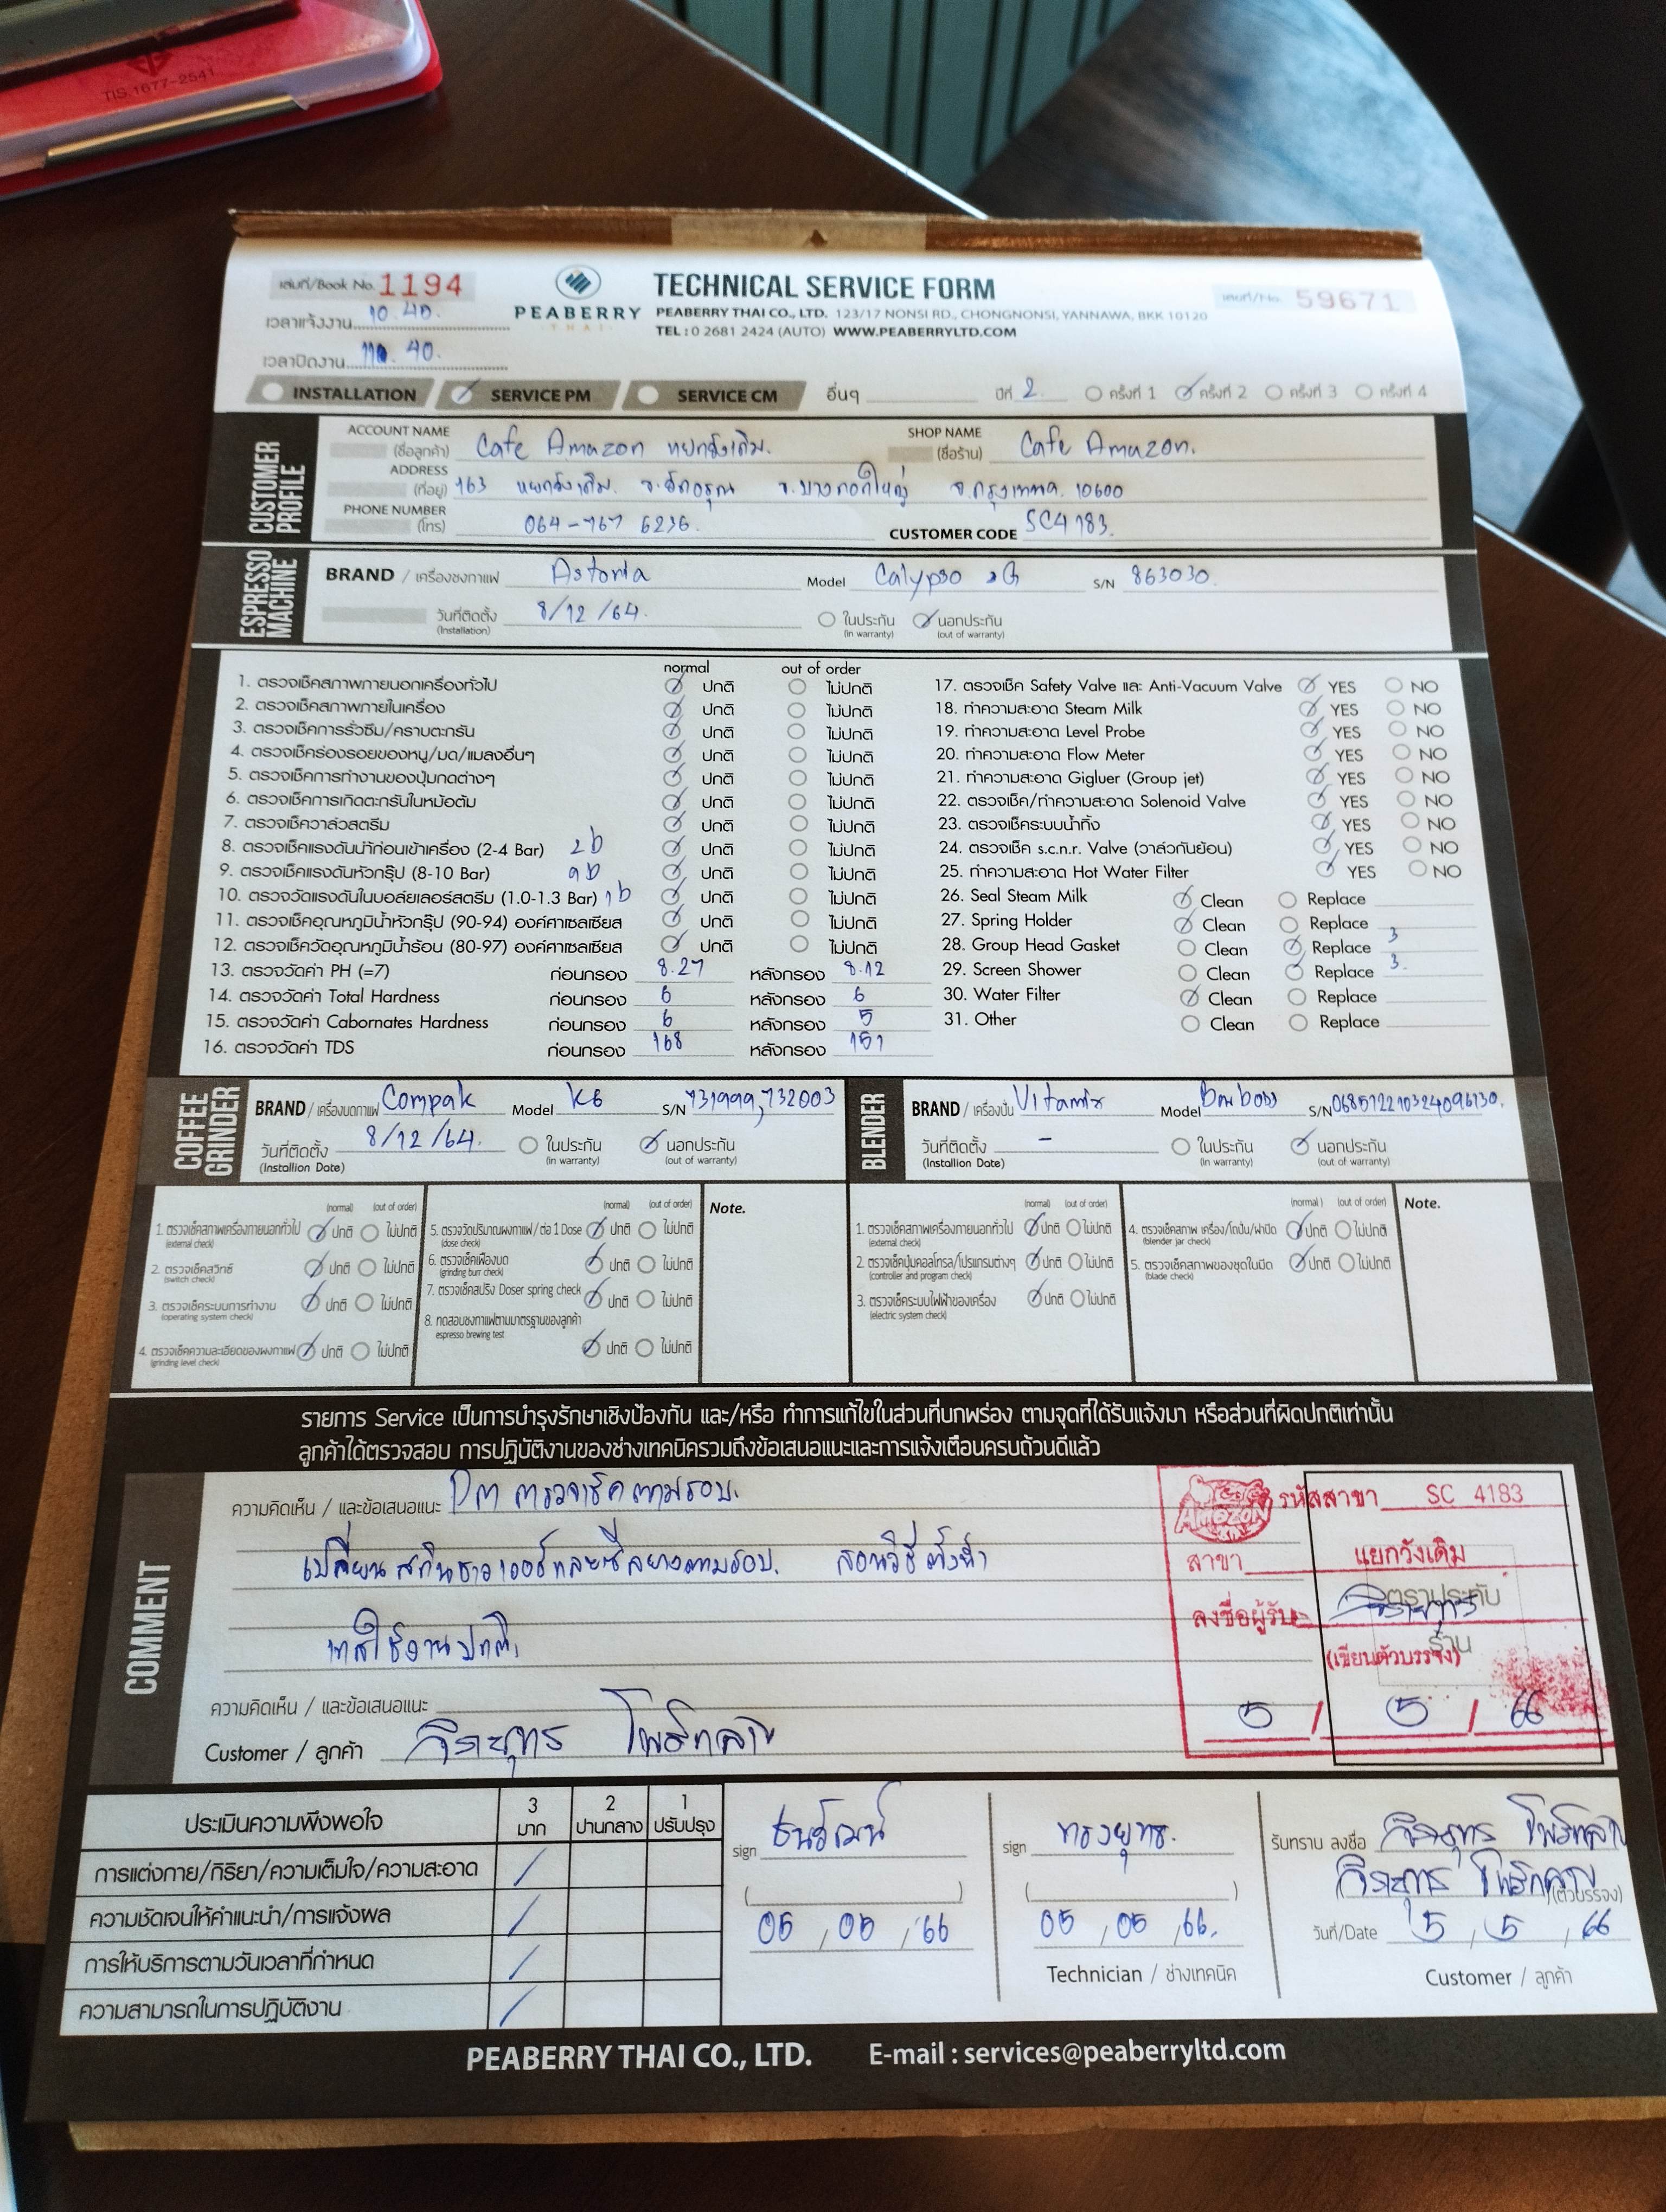 TIS.1677-2541
เล่มที่/Book No. 1194
PEABERRY
THAI
TECHNICAL SERVICE FORM
เลขที่/No. 59671
PEABERRY THAI CO., LTD. 123/17 NONSI RD., CHONGNONSI, YANNAWA, BKK 10120
TEL : 0 2681 2424 (AUTO) WWW.PEABERRYLTD.COM
เวลาแจ้งงาน 10.40.
เวลาปิดงาน 40.
INSTALLATION SERVICE PM SERVICE CM อื่นๆ ปีที่ 2 ครั้งที่ 1 ครั้งที่ 2 ครั้งที่ 3 ครั้งที่ 4
CUSTOMER PROFILE
ACCOUNT NAME (ชื่อลูกค้า) Cafe Amazon แยกวังเดิม. SHOP NAME (ชื่อร้าน) Cafe Amazon.
ADDRESS (ที่อยู่) 163 แยกวังเดิม. ข.วัดอรุณ ข.บางกอกใหญ่ จ.กรุงเทพฯ. 10600
PHONE NUMBER (โทร) 064-767 6236. CUSTOMER CODE SC4183.
ESPRESSO MACHINE
BRAND / เครื่องชงกาแฟ Astoria Model Calypso 2G S/N 863030.
วันที่ติดตั้ง (Installation) 8/12/64. ในประกัน (in warranty) นอกประกัน (out of warranty)
normal out of order
1. ตรวจเช็คสภาพภายนอกเครื่องทั่วไป ปกติ ไม่ปกติ
2. ตรวจเช็คสภาพภายในเครื่อง ปกติ ไม่ปกติ
3. ตรวจเช็คการรั่วซึม/คราบตะกรัน ปกติ ไม่ปกติ
4. ตรวจเช็คร่องรอยของหนู/มด/แมลงอื่นๆ ปกติ ไม่ปกติ
5. ตรวจเช็คการทำงานของปุ่มกดต่างๆ ปกติ ไม่ปกติ
6. ตรวจเช็คการเกิดตะกรันในหม้อต้ม ปกติ ไม่ปกติ
7. ตรวจเช็ควาล์วสตรีม ปกติ ไม่ปกติ
8. ตรวจเช็คแรงดันน้ำก่อนเข้าเครื่อง (2-4 Bar) 2b ปกติ ไม่ปกติ
9. ตรวจเช็คแรงดันหัวกรุ๊ป (8-10 Bar) 9b ปกติ ไม่ปกติ
10. ตรวจวัดแรงดันในบอล์ยเลอร์สตรีม (1.0-1.3 Bar) 1b ปกติ ไม่ปกติ
11. ตรวจเช็คอุณหภูมิน้ำหัวกรุ๊ป (90-94) องศ์ศาเซลเซียส ปกติ ไม่ปกติ
12. ตรวจเช็ควัดอุณหภูมิน้ำร้อน (80-97) องศ์ศาเซลเซียส ปกติ ไม่ปกติ
13. ตรวจวัดค่า PH (=7) ก่อนกรอง 8.27 หลังกรอง 8.12
14. ตรวจวัดค่า Total Hardness ก่อนกรอง 6 หลังกรอง 6
15. ตรวจวัดค่า Cabornates Hardness ก่อนกรอง 6 หลังกรอง 5
16. ตรวจวัดค่า TDS ก่อนกรอง 168 หลังกรอง 151
17. ตรวจเช็ค Safety Valve และ Anti-Vacuum Valve YES NO
18. ทำความสะอาด Steam Milk YES NO
19. ทำความสะอาด Level Probe YES NO
20. ทำความสะอาด Flow Meter YES NO
21. ทำความสะอาด Gigluer (Group jet) YES NO
22. ตรวจเช็ค/ทำความสะอาด Solenoid Valve YES NO
23. ตรวจเช็คระบบน้ำทิ้ง YES NO
24. ตรวจเช็ค s.c.n.r. Valve (วาล์วกันย้อน) YES NO
25. ทำความสะอาด Hot Water Filter YES NO
26. Seal Steam Milk Clean Replace
27. Spring Holder Clean Replace
28. Group Head Gasket Clean Replace 3
29. Screen Shower Clean Replace 3.
30. Water Filter Clean Replace
31. Other Clean Replace
COFFEE GRINDER
BRAND / เครื่องบดกาแฟ Compak Model K6 S/N 731999,732003
วันที่ติดตั้ง (Installion Date) 8/12/64. ในประกัน (in warranty) นอกประกัน (out of warranty)
BLENDER
BRAND / เครื่องปั่น Vitamix Model S/N 068512210324096130.
วันที่ติดตั้ง (Installion Date) - ในประกัน (in warranty) นอกประกัน (out of warranty)
(normal) (out of order)
1. ตรวจเช็คสภาพเครื่องภายนอกทั่วไป (external check) ปกติ ไม่ปกติ
2. ตรวจเช็คสวิทซ์ (switch check) ปกติ ไม่ปกติ
3. ตรวจเช็คระบบการทำงาน (operating system check) ปกติ ไม่ปกติ
4. ตรวจเช็คความละเอียดของผงกาแฟ (grinding level check) ปกติ ไม่ปกติ
(normal) (out of order)
5. ตรวจวัดปริมาณผงกาแฟ/ต่อ 1 Dose (dose check) ปกติ ไม่ปกติ
6. ตรวจเช็คเฟืองบด (grinding burr check) ปกติ ไม่ปกติ
7. ตรวจเช็คสปริง Doser spring check ปกติ ไม่ปกติ
8. ทดสอบชงกาแฟตามมาตรฐานของลูกค้า espresso brewing test ปกติ ไม่ปกติ
Note.
(normal) (out of order)
1. ตรวจเช็คสภาพเครื่องภายนอกทั่วไป (external check) ปกติ ไม่ปกติ
2. ตรวจเช็คปุ่มคอลโทรล/โปรแกรมต่างๆ (controller and program check) ปกติ ไม่ปกติ
3. ตรวจเช็คระบบไฟฟ้าของเครื่อง (electric system check) ปกติ ไม่ปกติ
(normal) (out of order)
4. ตรวจเช็คสภาพ เครื่อง/โถปั่น/ฝาปิด (blender jar check) ปกติ ไม่ปกติ
5. ตรวจเช็คสภาพของชุดใบมีด (blade check) ปกติ ไม่ปกติ
Note.
รายการ Service เป็นการบำรุงรักษาเชิงป้องกัน และ/หรือ ทำการแก้ไขในส่วนที่บกพร่อง ตามจุดที่ได้รับแจ้งมา หรือส่วนที่ผิดปกติเท่านั้น
ลูกค้าได้ตรวจสอบ การปฏิบัติงานของช่างเทคนิครวมถึงข้อเสนอแนะและการแจ้งเตือนครบถ้วนดีแล้ว
COMMENT
ความคิดเห็น / และข้อเสนอแนะ PM ตรวจเช็คตามรอบ.
เปลี่ยนสกีนชาวเวอร์และซีลยางตามรอบ. สอนวิธีตั้งน้ำ
เทสใช้งานปกติ.
ความคิดเห็น / และข้อเสนอแนะ
Customer / ลูกค้า
AMAZON รหัสสาขา SC 4183
สาขา แยกวังเดิม
ตราประทับ
ร้าน
ลงชื่อผู้รับ
(เขียนตัวบรรจง)
5 / 5 / 66
ประเมินความพึงพอใจ 3 มาก 2 ปานกลาง 1 ปรับปรุง
การแต่งกาย/กิริยา/ความเต็มใจ/ความสะอาด
ความชัดเจนให้คำแนะนำ/การแจ้งผล
การให้บริการตามวันเวลาที่กำหนด
ความสามารถในการปฏิบัติงาน
sign ธนวัฒน์
05 / 05 / 66
sign ทรงยุทธ.
05 / 05 / 66.
Technician / ช่างเทคนิค
รับทราบ ลงชื่อ
(ตัวบรรจง)
วันที่/Date 5 / 5 / 66
Customer / ลูกค้า
PEABERRY THAI CO., LTD. E-mail : services@peaberryltd.com